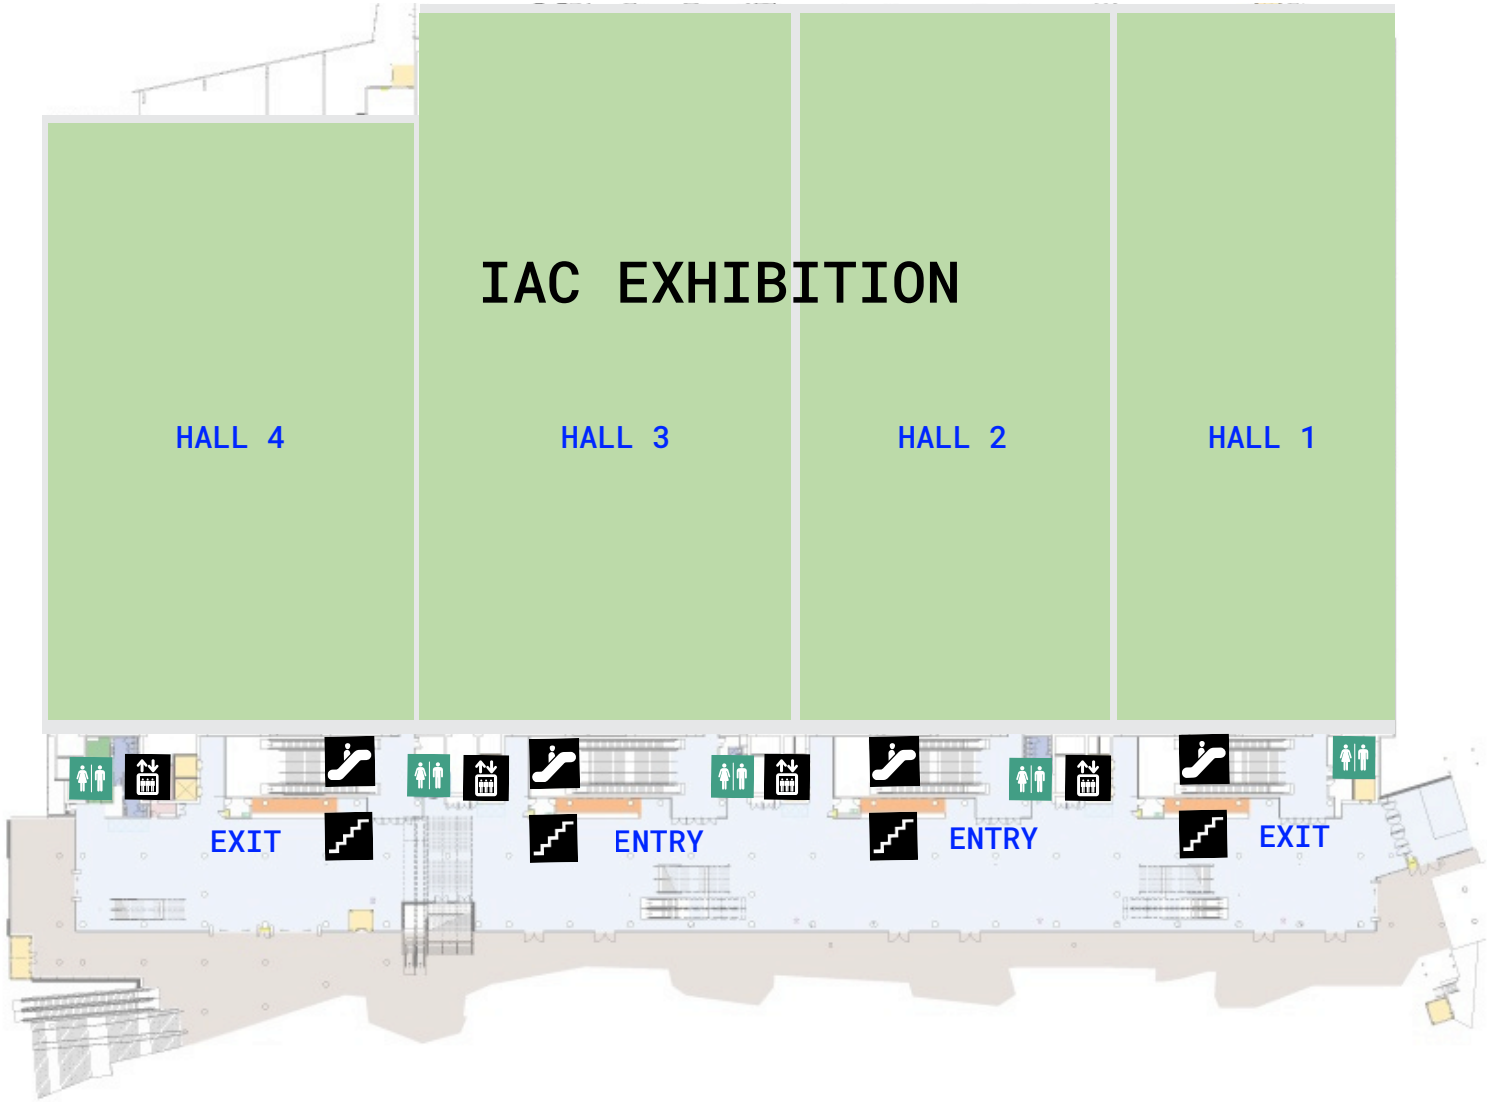 IAC EXHIBITION
HALL 4
HALL 3
HALL 2
HALL 1
EXIT
ENTRY
ENTRY
EXIT